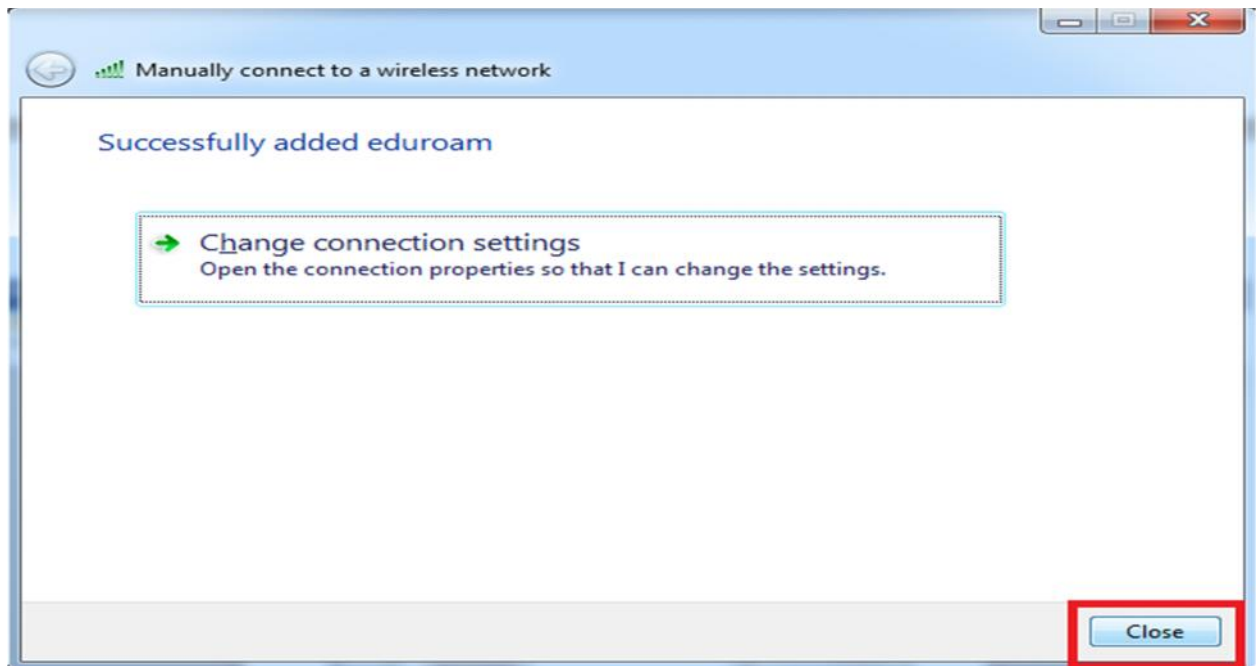 Manually connect to a wireless network
Successfully added eduroam
Change connection settings
Open the connection properties so that I can change the settings.
Close